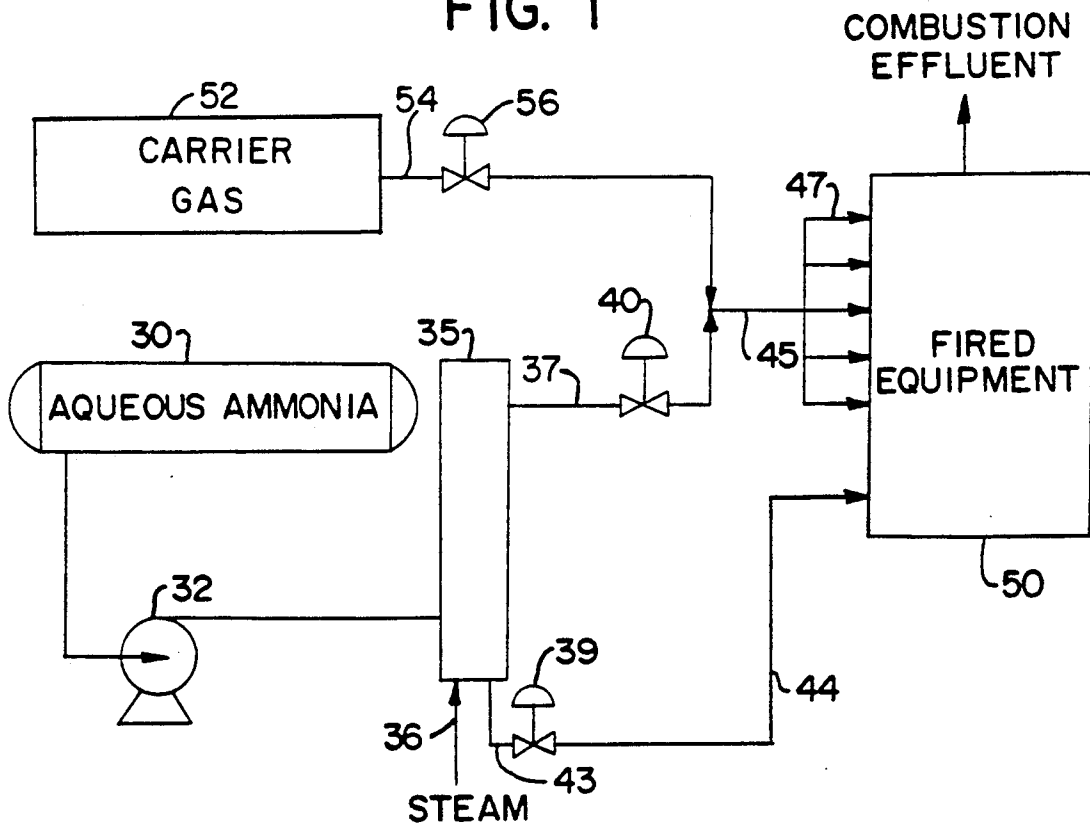 FIG. 1
COMBUSTION
EFFLUENT
52
54
56
CARRIER
GAS
47
40
30
35
37
45
FIRED
EQUIPMENT
AQUEOUS AMMONIA
32
39
50
44
36
43
STEAM